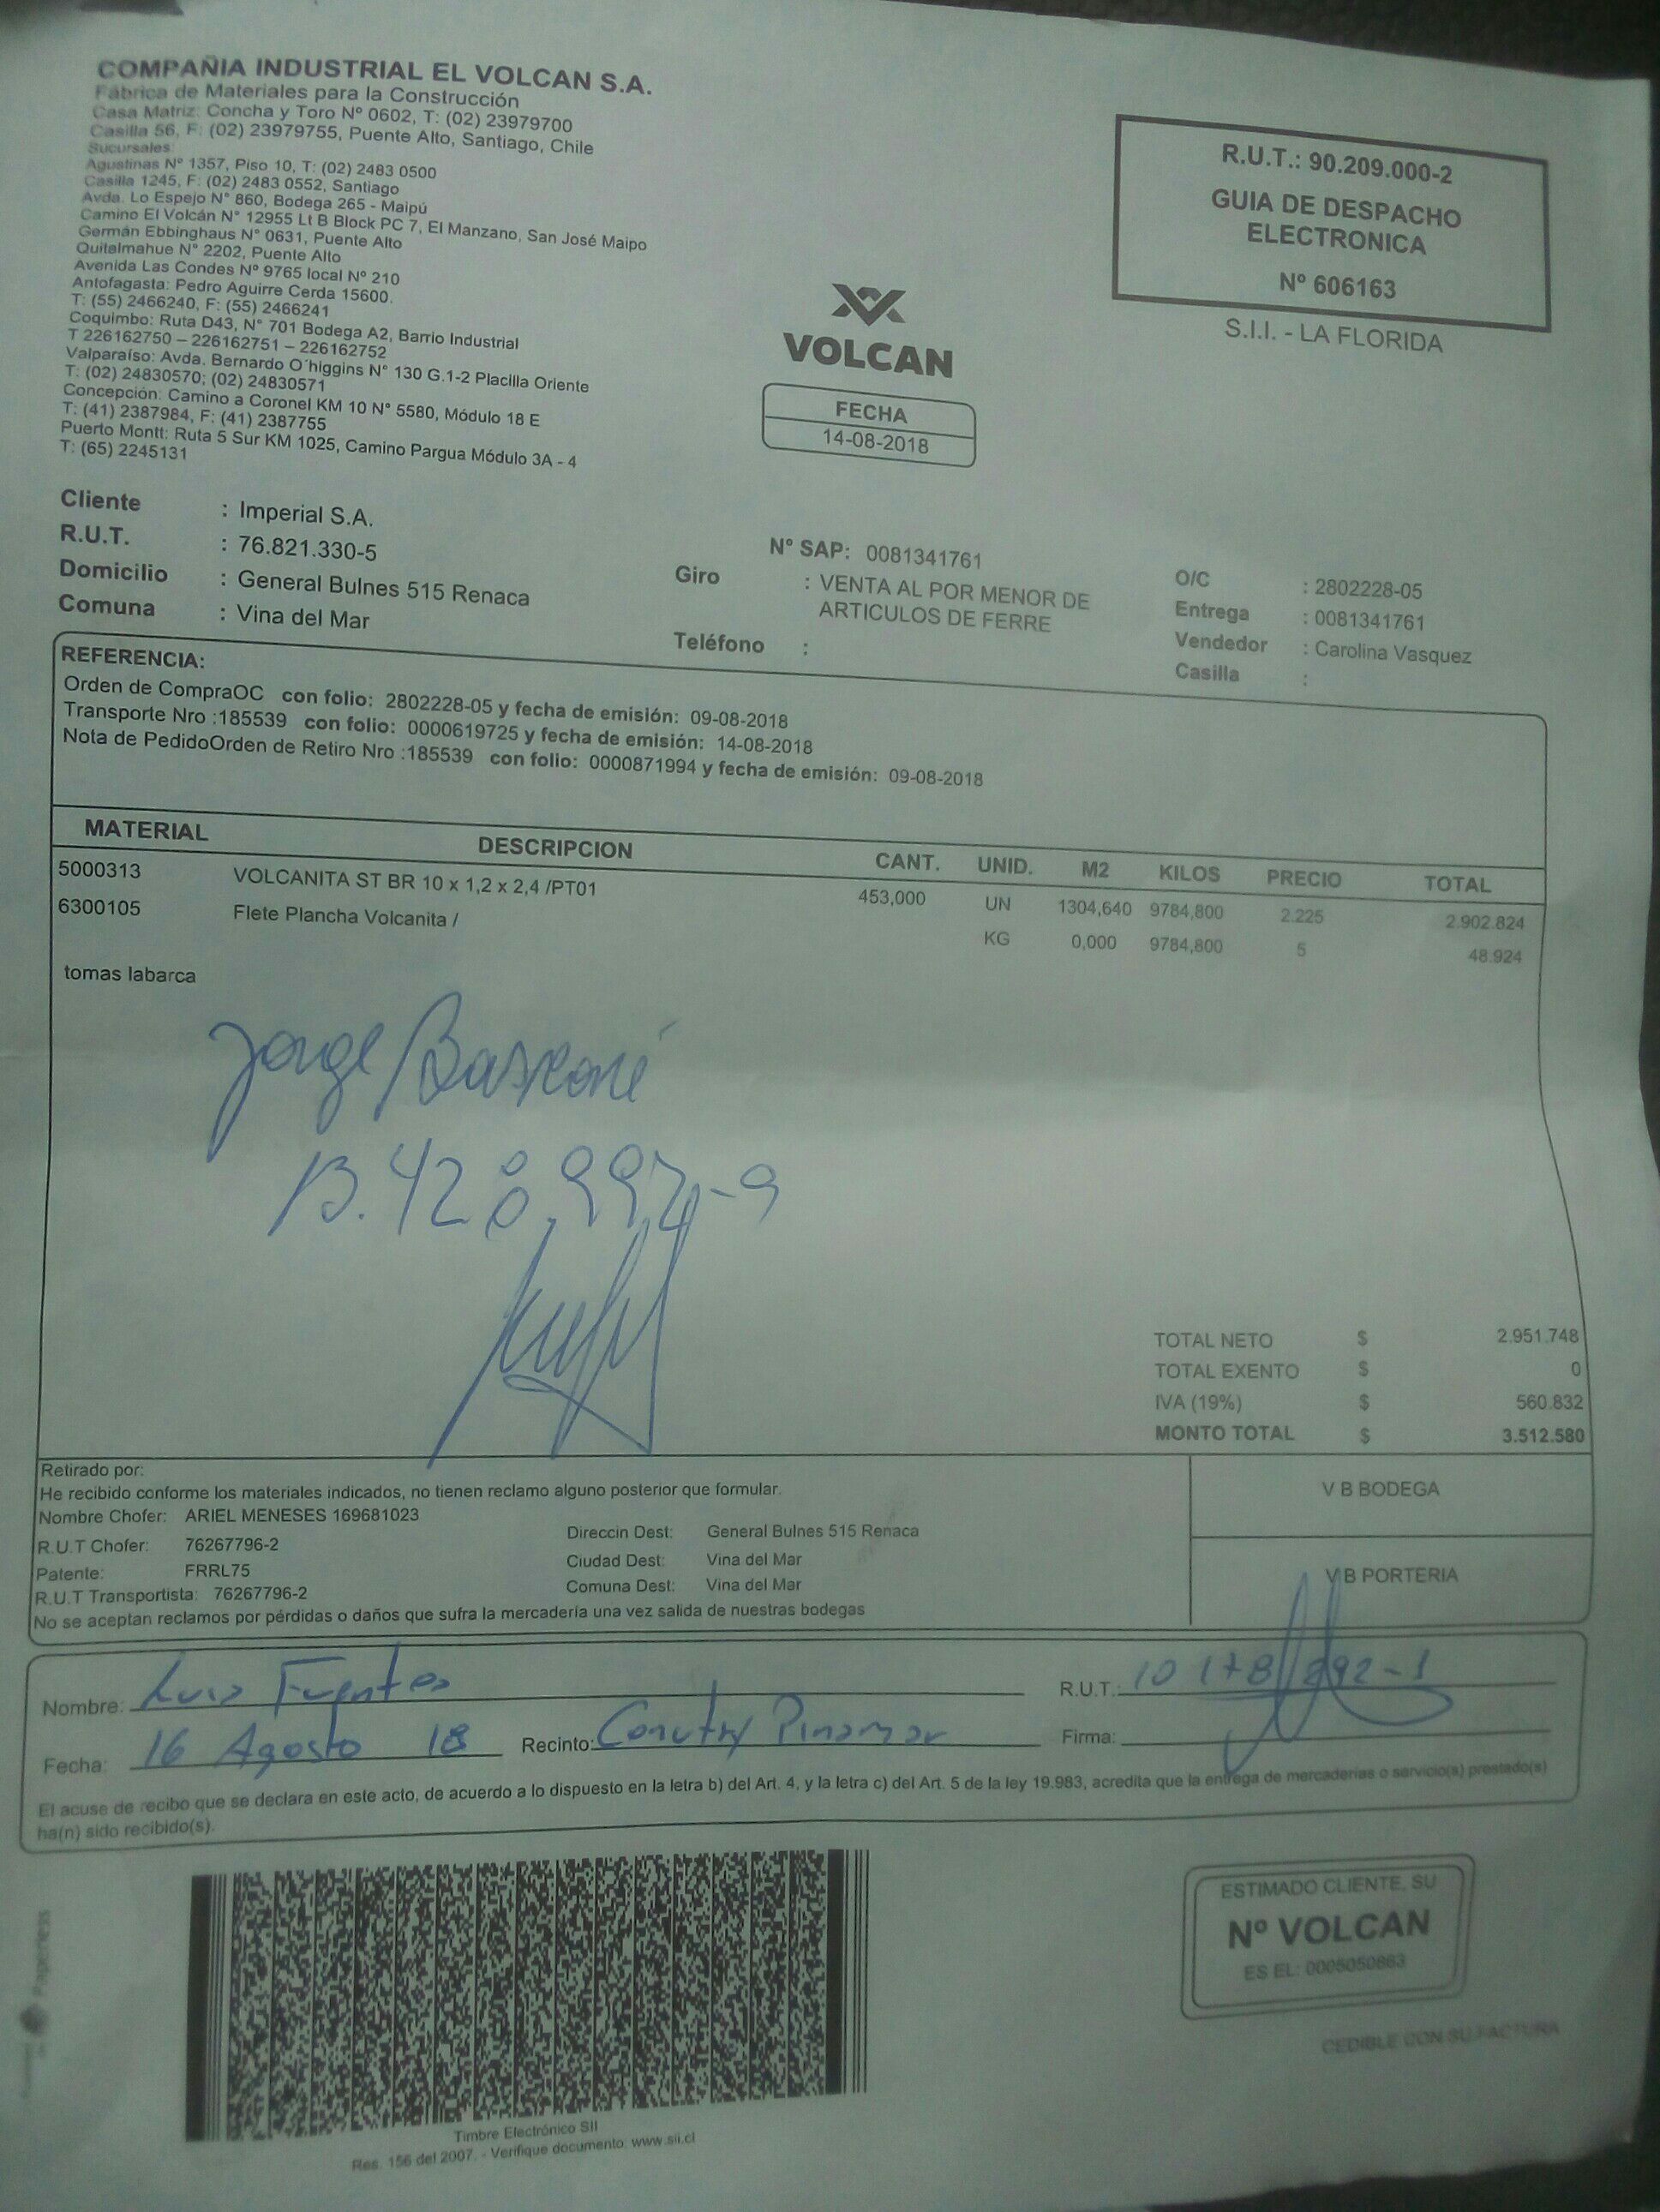 COMPAÑIA INDUSTRIAL EL VOLCAN S.A.
Fábrica de Materiales para la Construcción
Casa Matriz: Concha y Toro Nº 0602, T: (02) 23979700
Casilla 56, F: (02) 23979755, Puente Alto, Santiago, Chile
Sucursales
Agustinas Nº 1357, Piso 10, T: (02) 2483 0500
Casilla 1245, F: (02) 2483 0552, Santiago
Avda. Lo Espejo N° 860, Bodega 265 - Maipú
Camino El Volcán N° 12955 Lt B Block PC 7, El Manzano, San José Maipo
Germán Ebbinghaus N° 0631, Puente Alto
Quitalmahue N° 2202, Puente Alto
Avenida Las Condes Nº 9765 local Nº 210
Antofagasta: Pedro Aguirre Cerda 15600.
T: (55) 2466240, F: (55) 2466241
Coquimbo: Ruta D43, N° 701 Bodega A2, Barrio Industrial
T 226162750 – 226162751 – 226162752
Valparaíso: Avda. Bernardo O´higgins N° 130 G.1-2 Placilla Oriente
T: (02) 24830570; (02) 24830571
Concepción: Camino a Coronel KM 10 N° 5580, Módulo 18 E
T: (41) 2387984, F: (41) 2387755
Puerto Montt: Ruta 5 Sur KM 1025, Camino Pargua Módulo 3A - 4
T: (65) 2245131
R.U.T.: 90.209.000-2
GUIA DE DESPACHO
ELECTRONICA
Nº 606163
S.I.I. - LA FLORIDA
VOLCAN
FECHA
14-08-2018
Cliente : Imperial S.A.
R.U.T. : 76.821.330-5
Domicilio : General Bulnes 515 Renaca
Comuna : Vina del Mar
N° SAP: 0081341761
Giro : VENTA AL POR MENOR DE
ARTICULOS DE FERRE
Teléfono :
O/C : 2802228-05
Entrega : 0081341761
Vendedor : Carolina Vasquez
Casilla :
REFERENCIA:
Orden de CompraOC con folio: 2802228-05 y fecha de emisión: 09-08-2018
Transporte Nro :185539 con folio: 0000619725 y fecha de emisión: 14-08-2018
Nota de PedidoOrden de Retiro Nro :185539 con folio: 0000871994 y fecha de emisión: 09-08-2018
MATERIAL DESCRIPCION CANT. UNID. M2 KILOS PRECIO TOTAL
5000313 VOLCANITA ST BR 10 x 1,2 x 2,4 /PT01 453,000 UN 1304,640 9784,800 2.225 2.902.824
6300105 Flete Plancha Volcanita / KG 0,000 9784,800 5 48.924
tomas labarca
Jorge
TOTAL NETO $ 2.951.748
TOTAL EXENTO $ 0
IVA (19%) $ 560.832
MONTO TOTAL $ 3.512.580
Retirado por:
He recibido conforme los materiales indicados, no tienen reclamo alguno posterior que formular.
Nombre Chofer: ARIEL MENESES 169681023
R.U.T Chofer: 76267796-2
Patente: FRRL75
R.U.T Transportista: 76267796-2
Direccin Dest: General Bulnes 515 Renaca
Ciudad Dest: Vina del Mar
Comuna Dest: Vina del Mar
No se aceptan reclamos por pérdidas o daños que sufra la mercadería una vez salida de nuestras bodegas
V B BODEGA
V B PORTERIA
Nombre: Luis Fuentes R.U.T.:
Fecha: 16 Agosto 18 Recinto: Conutry Pinamar Firma:
El acuse de recibo que se declara en este acto, de acuerdo a lo dispuesto en la letra b) del Art. 4, y la letra c) del Art. 5 de la ley 19.983, acredita que la entrega de mercaderias o servicio(s) prestado(s)
ha(n) sido recibido(s).
Timbre Electrónico SII
Res. 156 del 2007. - Verifique documento: www.sii.cl
ESTIMADO CLIENTE, SU
Nº VOLCAN
ES EL: 0005050863
CEDIBLE CON SU FACTURA
Paperless